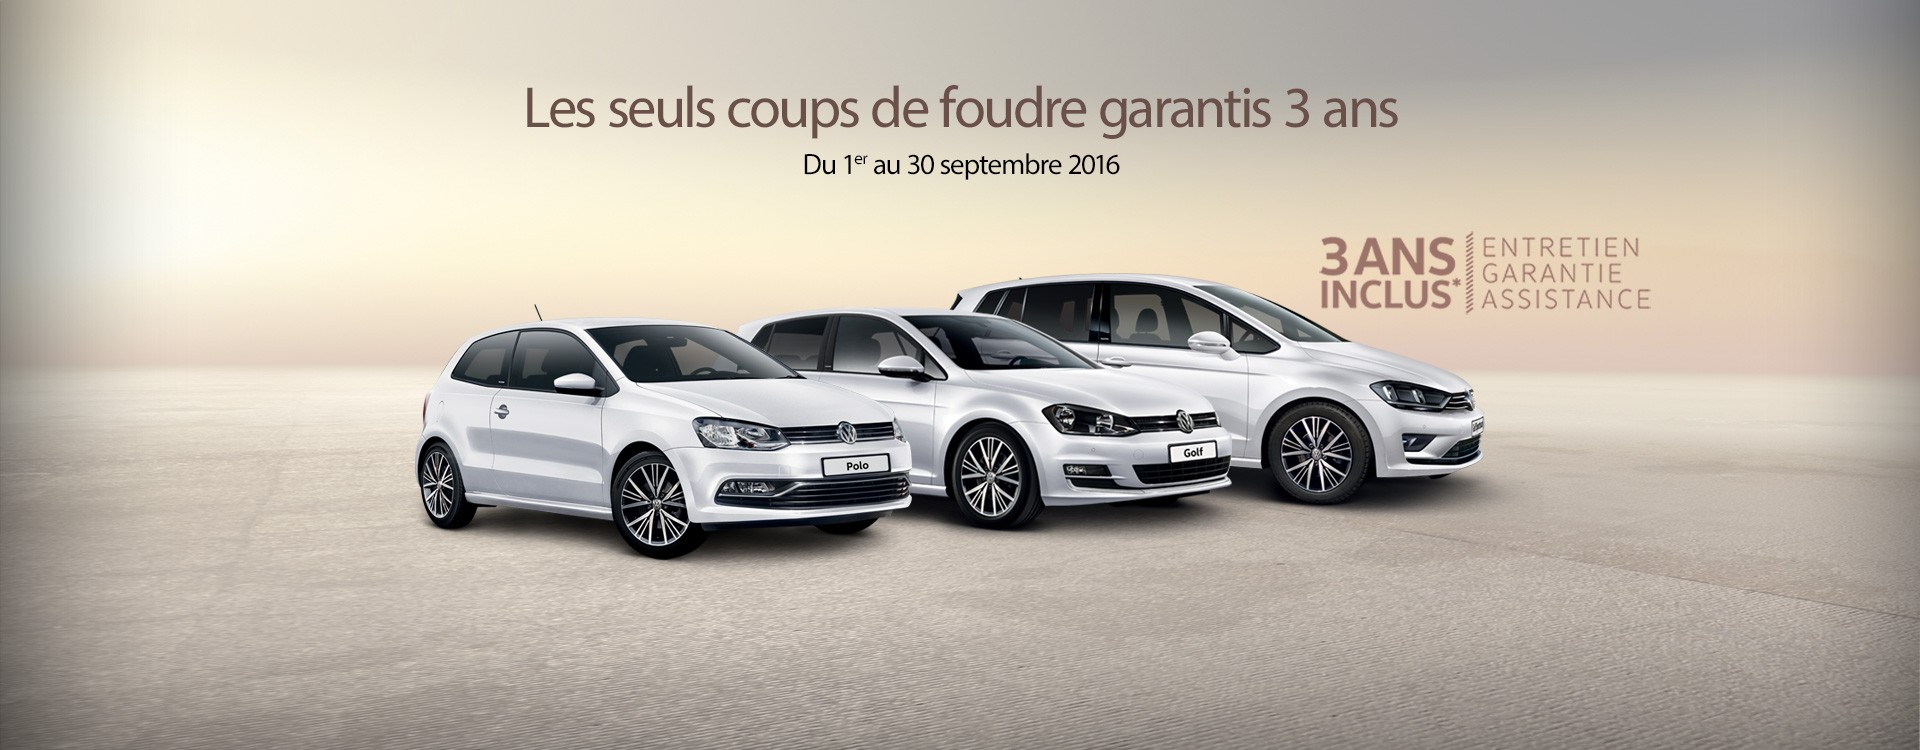 Les seuls coups de foudre garantis 3 ans
Du 1er au 30 septembre 2016
3 ANS
INCLUS*
ENTRETIEN
GARANTIE
ASSISTANCE
Polo
Golf